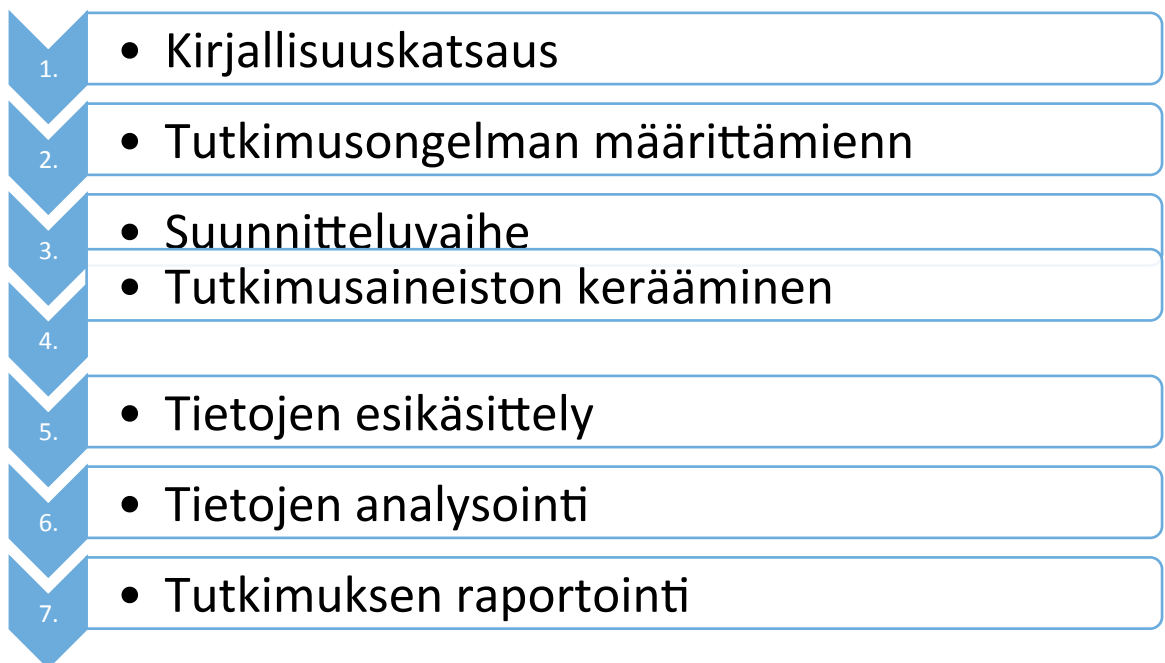 1. • Kirjallisuuskatsaus
2. • Tutkimusongelman määrittämienn
3. • Suunnitteluvaihe
4. • Tutkimusaineiston kerääminen
5. • Tietojen esikäsittely
6. • Tietojen analysointi
7. • Tutkimuksen raportointi